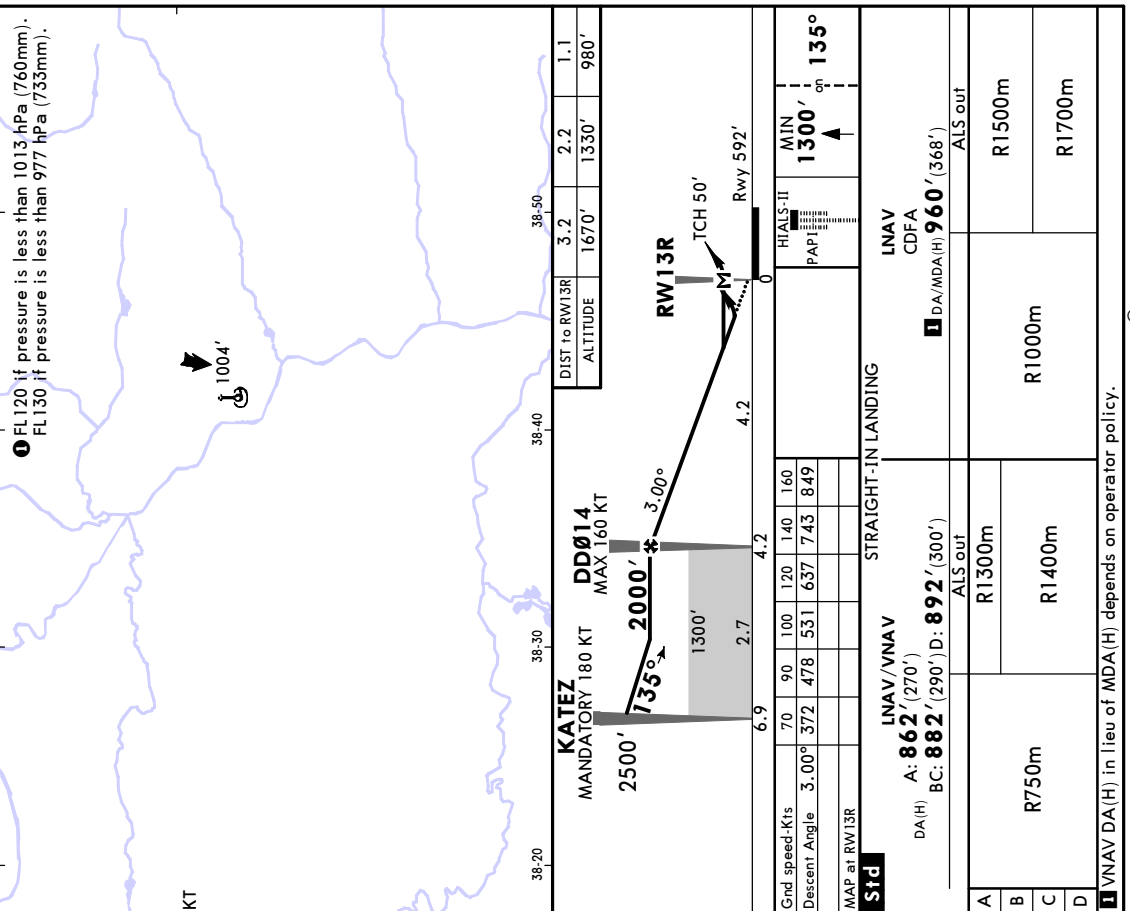 ❶ FL120 if pressure is less than 1013 hPa (760mm).
FL130 if pressure is less than 977 hPa (733mm).
1004'
KT
38-20
38-30
38-40
38-50
DIST to RW13R 3.2 2.2 1.1
ALTITUDE 1670' 1330' 980'
KATEZ
MANDATORY 180 KT
2500'
135°
DDØ14
MAX 160 KT
2000'
3.00°
1300'
RW13R
TCH 50'
M
Rwy 592'
2.7
4.2
6.9
4.2
0
Gnd speed-Kts 70 90 100 120 140 160
Descent Angle 3.00° 372 478 531 637 743 849
MAP at RW13R
HIALS-II
PAPI
MIN
1300'
on
135°
Std
STRAIGHT-IN LANDING
LNAV/VNAV
DA(H) A: 862' (270')
BC: 882' (290') D: 892' (300')
LNAV
CDFA
1 DA/MDA(H) 960' (368')
ALS out
ALS out
A
B
C
D
R750m
R1300m
R1400m
R1000m
R1500m
R1700m
1 VNAV DA(H) in lieu of MDA(H) depends on operator policy.